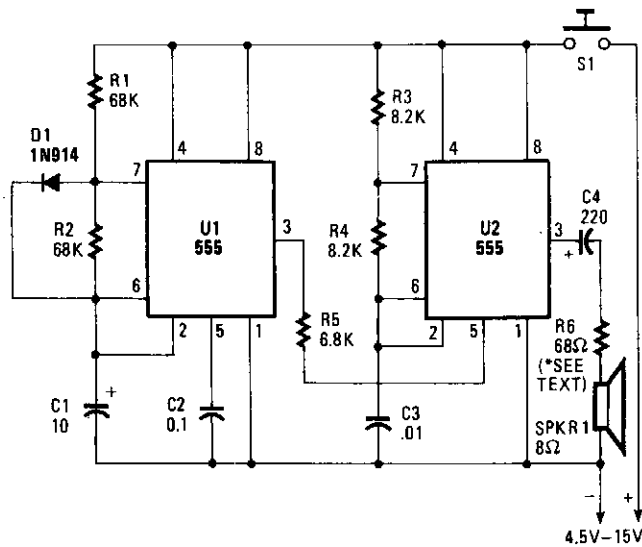 S1
R1
68K
R3
8.2K
D1
1N914
4
8
4
8
7
7
C4
220
R2
68K
U1
555
3
R4
8.2K
U2
555
3
+
6
6
R5
6.8K
R6
68Ω
(*SEE
TEXT)
2
5
1
2
5
1
C1
10
+
C2
0.1
C3
.01
SPKR1
8Ω
−
+
4.5V–15V